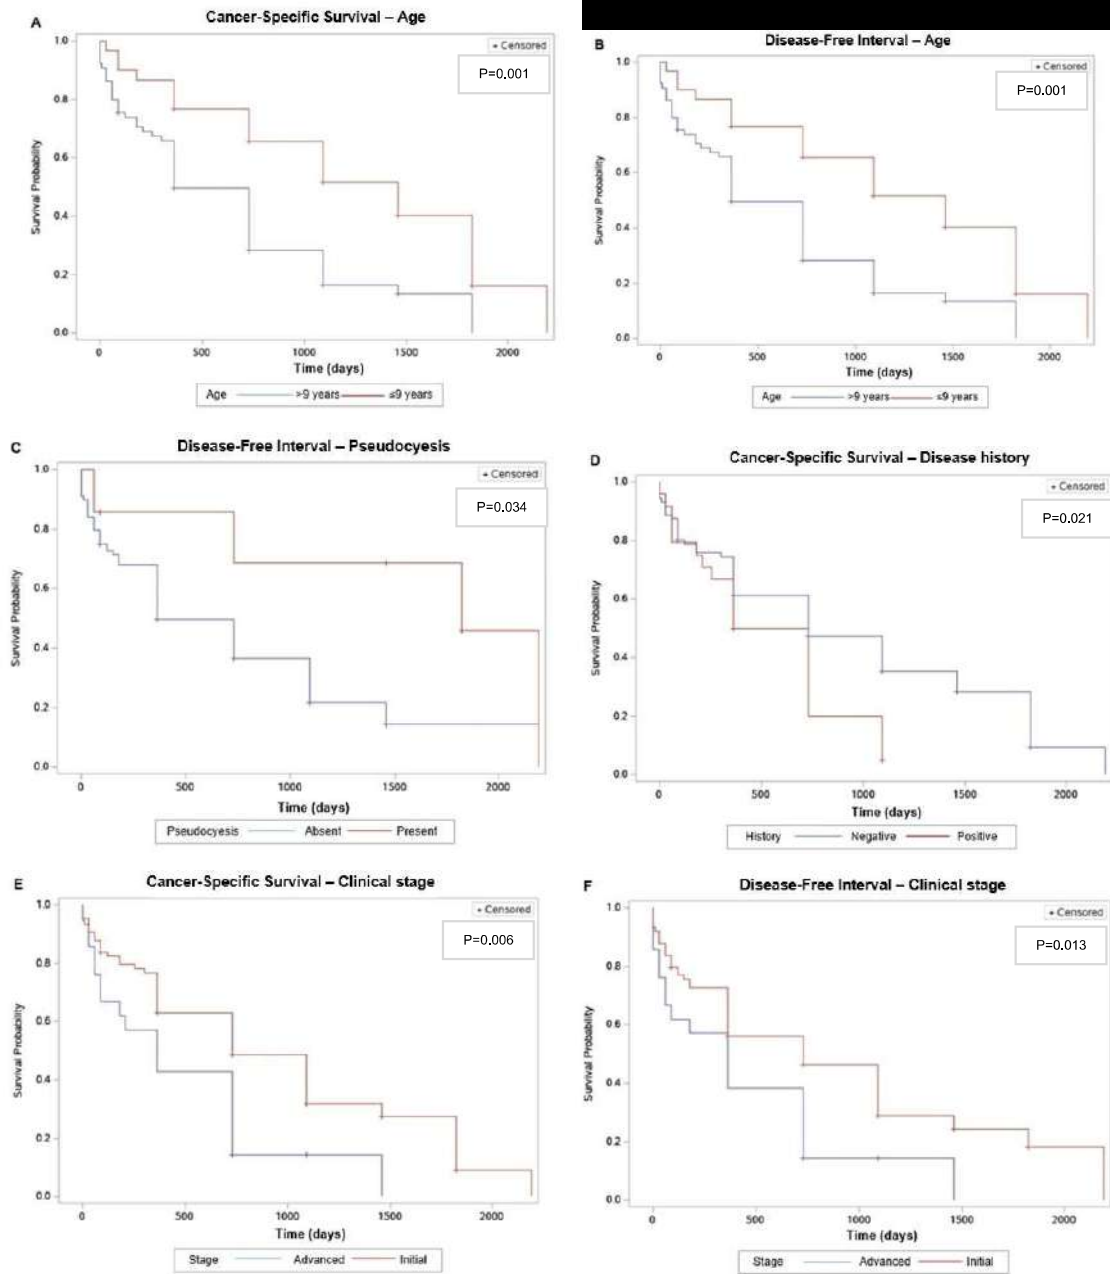 A
Cancer-Specific Survival – Age
+ Censored
P=0.001
1.0
0.8
0.6
0.4
0.2
0.0
Survival Probability
0 500 1000 1500 2000
Time (days)
Age >9 years ≤9 years
B
Disease-Free Interval – Age
+ Censored
P=0.001
1.0
0.8
0.6
0.4
0.2
0.0
Survival Probability
0 500 1000 1500 2000
Time (days)
Age >9 years ≤9 years
C
Disease-Free Interval – Pseudocyesis
+ Censored
P=0.034
1.0
0.8
0.6
0.4
0.2
0.0
Survival Probability
0 500 1000 1500 2000
Time (days)
Pseudocyesis Absent Present
D
Cancer-Specific Survival – Disease history
+ Censored
P=0.021
1.0
0.8
0.6
0.4
0.2
0.0
Survival Probability
0 500 1000 1500 2000
Time (days)
History Negative Positive
E
Cancer-Specific Survival – Clinical stage
+ Censored
P=0.006
1.0
0.8
0.6
0.4
0.2
0.0
Survival Probability
0 500 1000 1500 2000
Time (days)
Stage Advanced Initial
F
Disease-Free Interval – Clinical stage
+ Censored
P=0.013
1.0
0.8
0.6
0.4
0.2
0.0
Survival Probability
0 500 1000 1500 2000
Time (days)
Stage Advanced Initial